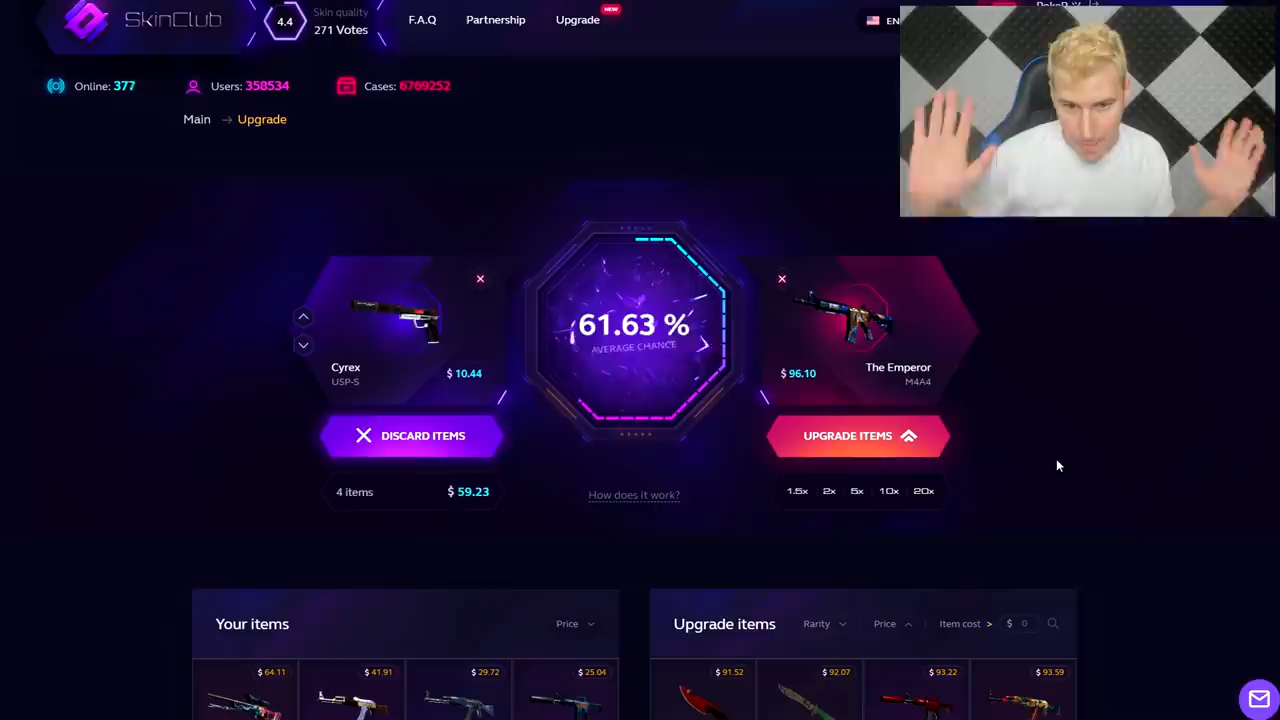 SkinClub
4.4
Skin quality
271 Votes
F.A.Q
Partnership
Upgrade
NEW
EN
Online: 377
Users: 358534
Cases: 6769252
Main → Upgrade
61.63 %
AVERAGE CHANCE
Cyrex
USP-S
$ 10.44
$ 96.10
The Emperor
M4A4
DISCARD ITEMS
UPGRADE ITEMS
4 items
$ 59.23
How does it work?
1.5x 2x 5x 10x 20x
Your items
Price
Upgrade items
Rarity
Price
Item cost > $ 0
$ 64.11
$ 41.91
$ 29.72
$ 25.04
$ 91.52
$ 92.07
$ 93.22
$ 93.59